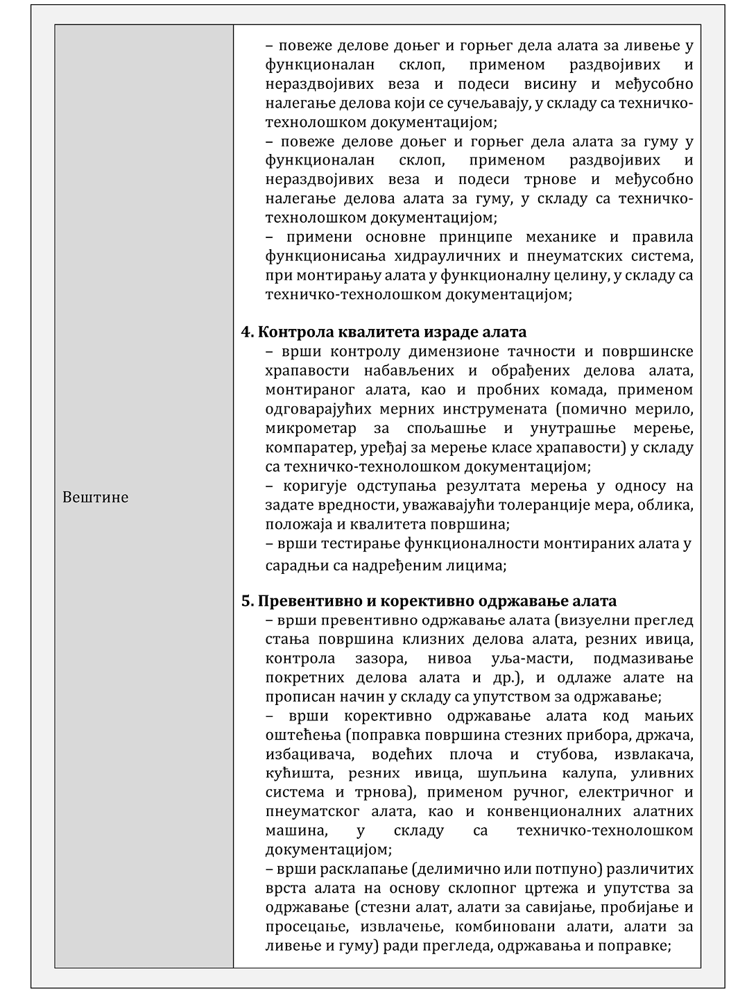 – повеже делове доњег и горњег дела алата за ливење у
функционалан склоп, применом раздвојивих и
нераздвојивих веза и подеси висину и међусобно
налегање делова који се сучељавају, у складу са техничко-
технолошком документацијом;
– повеже делове доњег и горњег дела алата за гуму у
функционалан склоп, применом раздвојивих и
нераздвојивих веза и подеси трнове и међусобно
налегање делова алата за гуму, у складу са техничко-
технолошком документацијом;
– примени основне принципе механике и правила
функционисања хидрауличних и пнеуматских система,
при монтирању алата у функционалну целину, у складу са
техничко-технолошком документацијом;
4. Контрола квалитета израде алата
– врши контролу димензионе тачности и површинске
храпавости набављених и обрађених делова алата,
монтираног алата, као и пробних комада, применом
одговарајућих мерних инструмената (помично мерило,
микрометар за спољашње и унутрашње мерење,
компаратер, уређај за мерење класе храпавости) у складу
са техничко-технолошком документацијом;
– коригује одступања резултата мерења у односу на
задате вредности, уважавајући толеранције мера, облика,
положаја и квалитета површина;
– врши тестирање функционалности монтираних алата у
сарадњи са надређеним лицима;
Вештине
5. Превентивно и корективно одржавање алата
– врши превентивно одржавање алата (визуелни преглед
стања површина клизних делова алата, резних ивица,
контрола зазора, нивоа уља-масти, подмазивање
покретних делова алата и др.), и одлаже алате на
прописан начин у складу са упутством за одржавање;
– врши корективно одржавање алата код мањих
оштећења (поправка површина стезних прибора, држача,
избацивача, водећих плоча и стубова, извлакача,
кућишта, резних ивица, шупљина калупа, уливних
система и трнова), применом ручног, електричног и
пнеуматског алата, као и конвенционалних алатних
машина, у складу са техничко-технолошком
документацијом;
– врши расклапање (делимично или потпуно) различитих
врста алата на основу склопног цртежа и упутства за
одржавање (стезни алат, алати за савијање, пробијање и
просецање, извлачење, комбиновани алати, алати за
ливење и гуму) ради прегледа, одржавања и поправке;